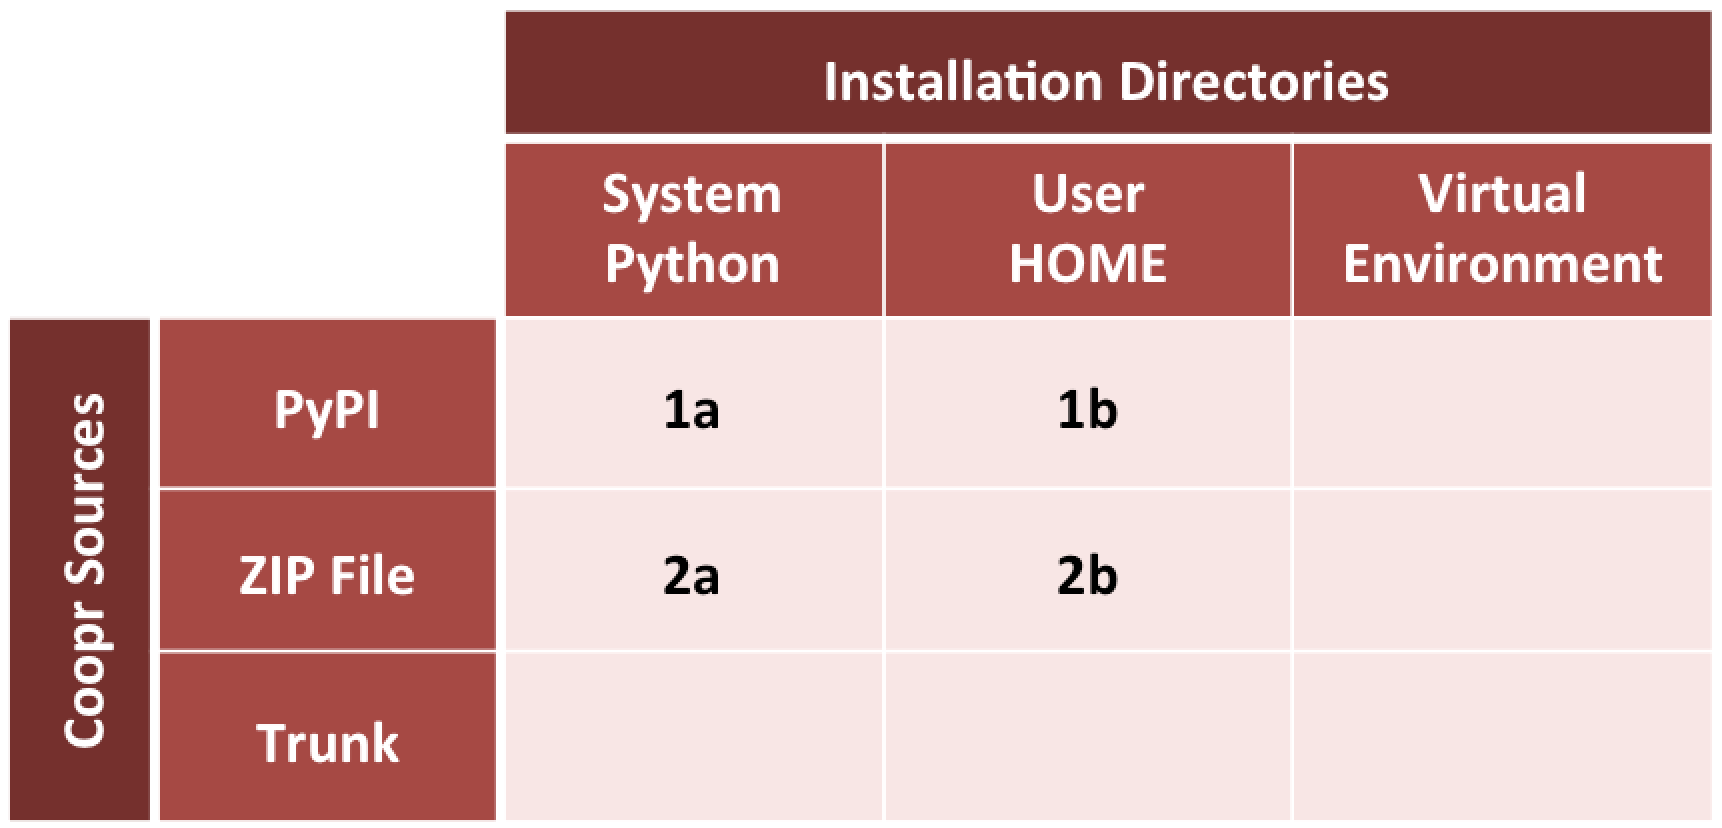 Installation Directories
System
Python
User
HOME
Virtual
Environment
Coopr Sources
PyPI
1a
1b
ZIP File
2a
2b
Trunk